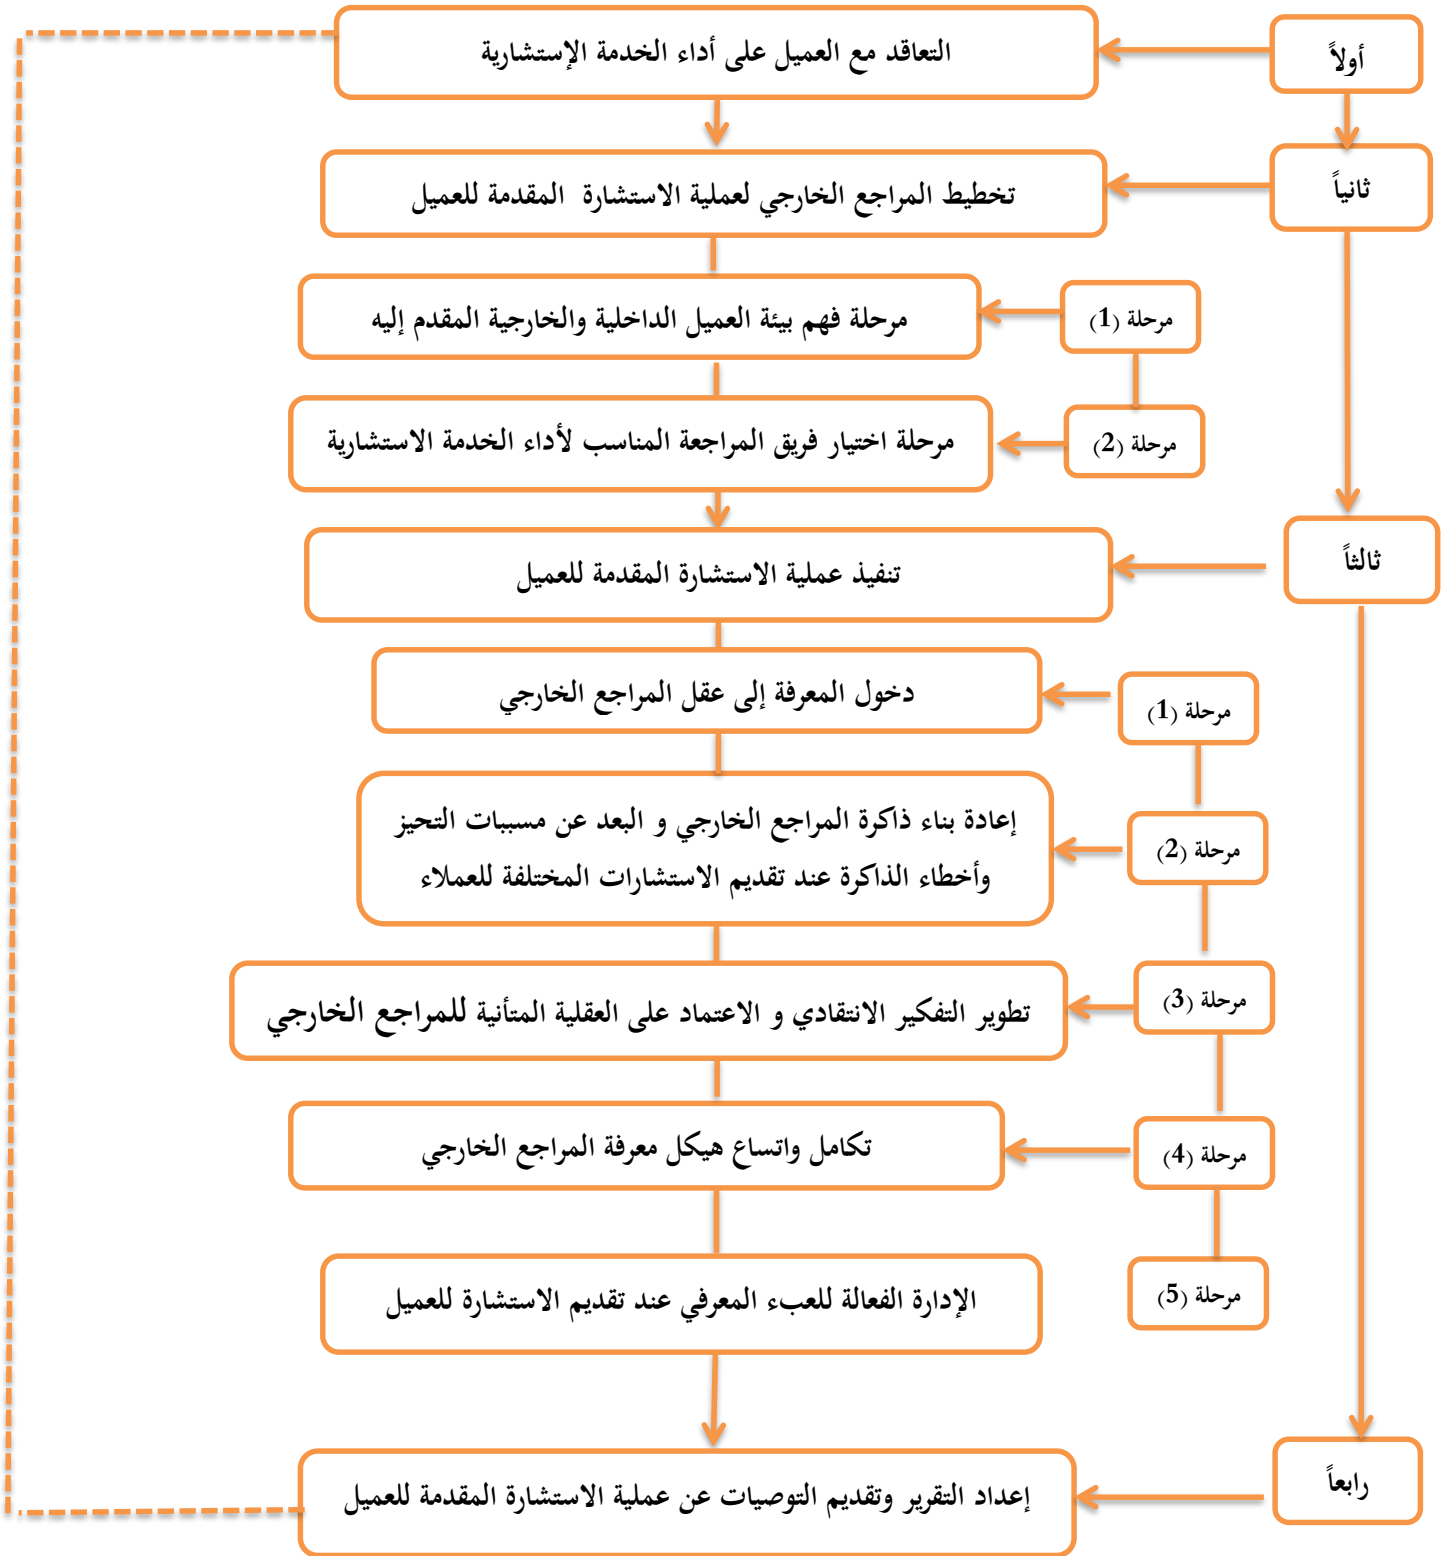 أولاً
التعاقد مع العميل على أداء الخدمة الإستشارية
ثانياً
تخطيط المراجع الخارجي لعملية الاستشارة المقدمة للعميل
مرحلة (1)
مرحلة فهم بيئة العميل الداخلية والخارجية المقدم إليه
مرحلة (2)
مرحلة اختيار فريق المراجعة المناسب لأداء الخدمة الاستشارية
ثالثاً
تنفيذ عملية الاستشارة المقدمة للعميل
مرحلة (1)
دخول المعرفة إلى عقل المراجع الخارجي
مرحلة (2)
إعادة بناء ذاكرة المراجع الخارجي و البعد عن مسببات التحيز
وأخطاء الذاكرة عند تقديم الاستشارات المختلفة للعملاء
مرحلة (3)
تطوير التفكير الانتقادي و الاعتماد على العقلية المتأنية للمراجع الخارجي
مرحلة (4)
تكامل واتساع هيكل معرفة المراجع الخارجي
مرحلة (5)
الإدارة الفعالة للعبء المعرفي عند تقديم الاستشارة للعميل
رابعاً
إعداد التقرير وتقديم التوصيات عن عملية الاستشارة المقدمة للعميل